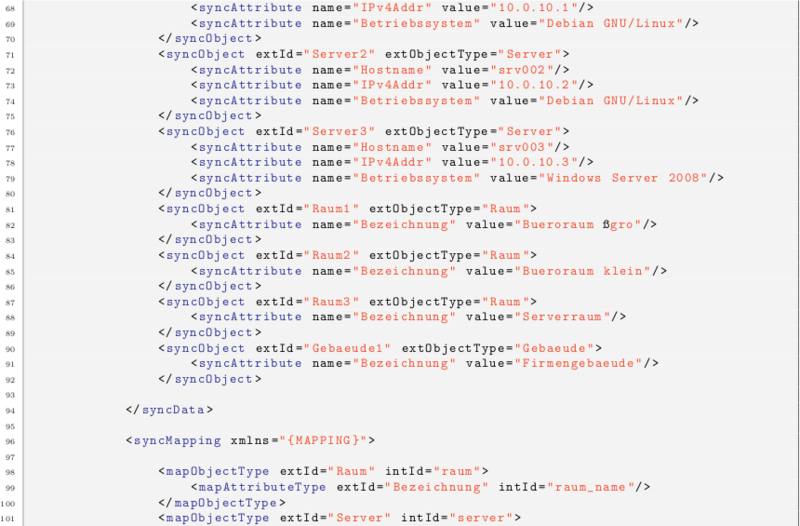 68 <syncAttribute name="IPv4Addr" value="10.0.10.1"/>
69 <syncAttribute name="Betriebssystem" value="Debian GNU/Linux"/>
70 </syncObject>
71 <syncObject extId="Server2" extObjectType="Server">
72 <syncAttribute name="Hostname" value="srv002"/>
73 <syncAttribute name="IPv4Addr" value="10.0.10.2"/>
74 <syncAttribute name="Betriebssystem" value="Debian GNU/Linux"/>
75 </syncObject>
76 <syncObject extId="Server3" extObjectType="Server">
77 <syncAttribute name="Hostname" value="srv003"/>
78 <syncAttribute name="IPv4Addr" value="10.0.10.3"/>
79 <syncAttribute name="Betriebssystem" value="Windows Server 2008"/>
80 </syncObject>
81 <syncObject extId="Raum1" extObjectType="Raum">
82 <syncAttribute name="Bezeichnung" value="Bueroraum ßgro"/>
83 </syncObject>
84 <syncObject extId="Raum2" extObjectType="Raum">
85 <syncAttribute name="Bezeichnung" value="Bueroraum klein"/>
86 </syncObject>
87 <syncObject extId="Raum3" extObjectType="Raum">
88 <syncAttribute name="Bezeichnung" value="Serverraum"/>
89 </syncObject>
90 <syncObject extId="Gebaeude1" extObjectType="Gebaeude">
91 <syncAttribute name="Bezeichnung" value="Firmengebaeude"/>
92 </syncObject>
93
94 </syncData>
95
96 <syncMapping xmlns="{MAPPING}">
97
98 <mapObjectType extId="Raum" intId="raum">
99 <mapAttributeType extId="Bezeichnung" intId="raum_name"/>
100 </mapObjectType>
101 <mapObjectType extId="Server" intId="server">